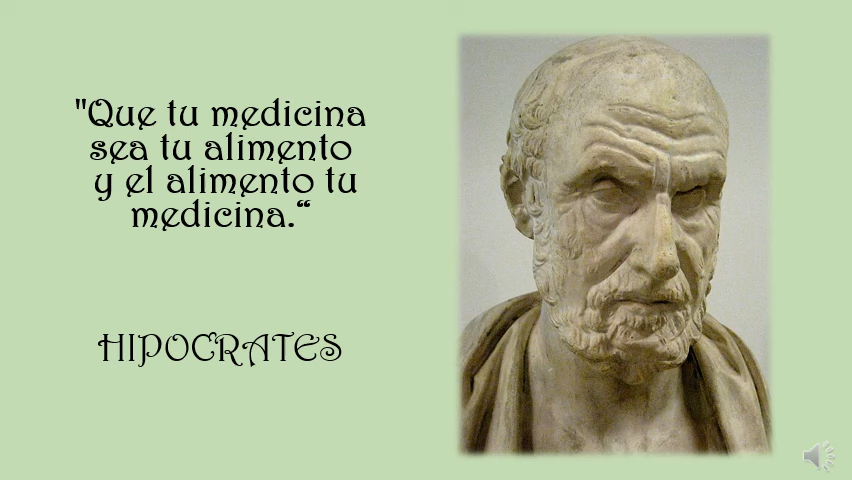 "Que tu medicina
sea tu alimento
y el alimento tu
medicina.“
HIPOCRATES